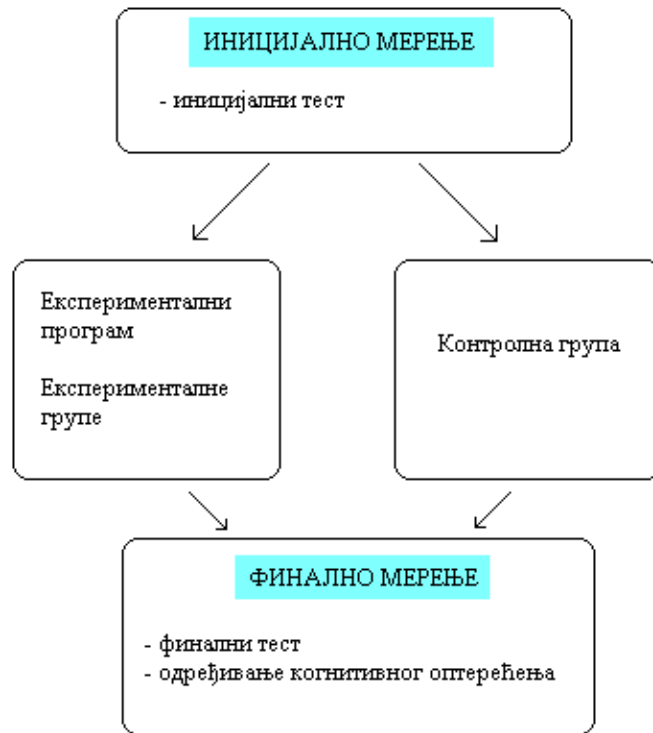 ИНИЦИЈАЛНО МЕРЕЊЕ
- иницијални тест
Експериментални
програм
Експерименталне
групе
Контролна група
ФИНАЛНО МЕРЕЊЕ
- финални тест
- одређивање когнитивног оптерећења